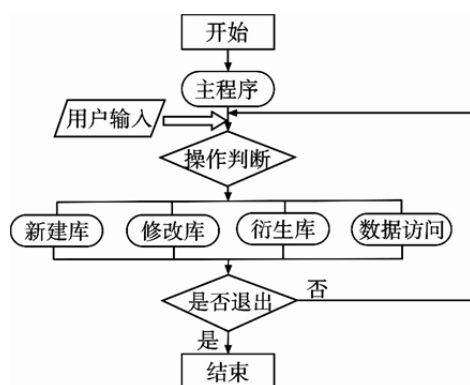 开始
主程序
用户输入
操作判断
新建库
修改库
衍生库
数据访问
是否退出
否
是
结束